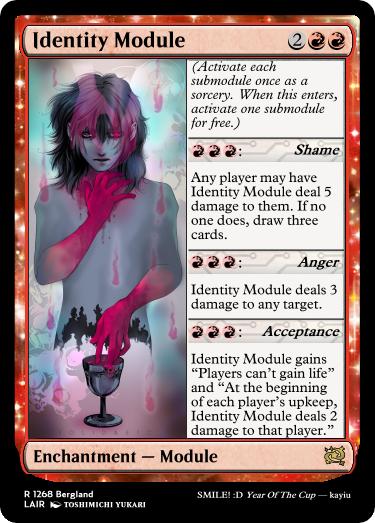 Identity Module 2
(Activate each
submodule once as a
sorcery. When this enters,
activate one submodule
for free.)
: Shame
Any player may have
Identity Module deal 5
damage to them. If no
one does, draw three
cards.
: Anger
Identity Module deals 3
damage to any target.
: Acceptance
Identity Module gains
“Players can't gain life”
and “At the beginning
of each player's upkeep,
Identity Module deals 2
damage to that player.”
Enchantment — Module
R 1268 Bergland
LAIR TOSHIMICHI YUKARI
SMILE! :D Year Of The Cup — kayiu